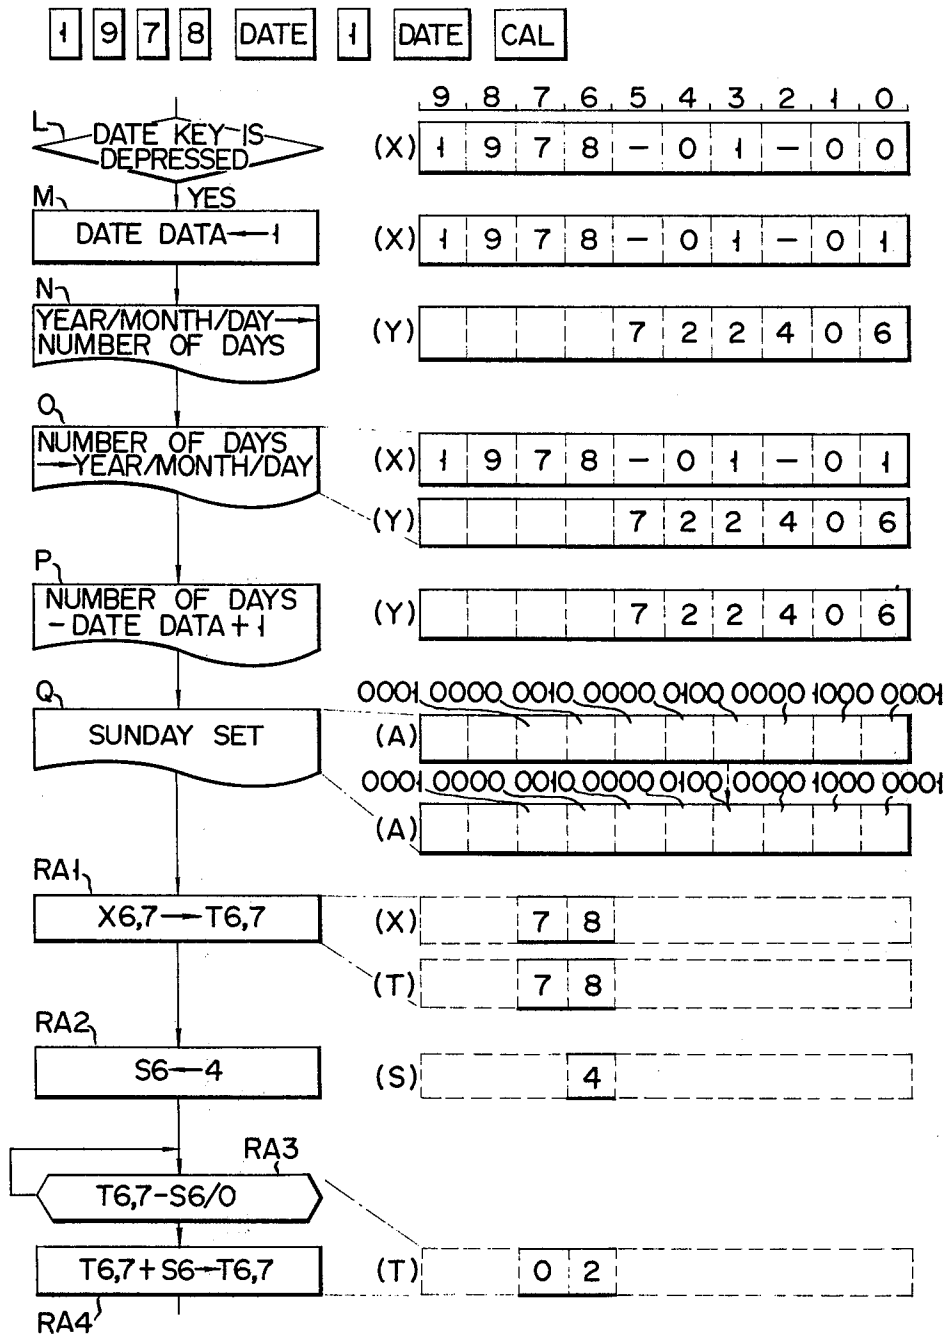 1 9 7 8 DATE 1 DATE CAL
9 8 7 6 5 4 3 2 1 0
L
DATE KEY IS
DEPRESSED
(X) 1 9 7 8 - 0 1 - 0 0
YES
M
DATE DATA←1
(X) 1 9 7 8 - 0 1 - 0 1
N
YEAR/MONTH/DAY→
NUMBER OF DAYS
(Y) 7 2 2 4 0 6
O
NUMBER OF DAYS
→YEAR/MONTH/DAY
(X) 1 9 7 8 - 0 1 - 0 1
(Y) 7 2 2 4 0 6
P
NUMBER OF DAYS
- DATE DATA + 1
(Y) 7 2 2 4 0 6
Q
SUNDAY SET
0001 0000 0010 0000 0100 0000 1000 0001
(A)
0001 0000 0010 0000 0100 0000 1000 0001
(A)
RA1
X6,7→T6,7
(X) 7 8
(T) 7 8
RA2
S6←4
(S) 4
RA3
T6,7-S6/0
T6,7+S6→T6,7
(T) 0 2
RA4